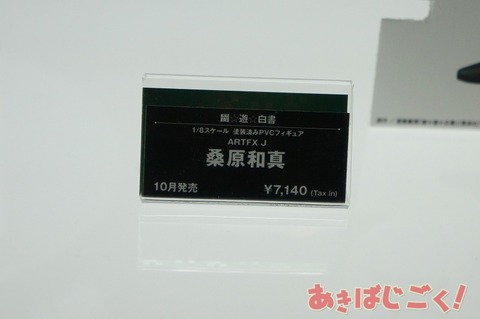 幽☆遊☆白書
1/8スケール 塗装済みPVCフィギュア
ARTFX J
桑原和真
10月発売 ¥7,140 (Tax in)
あきばじごく!